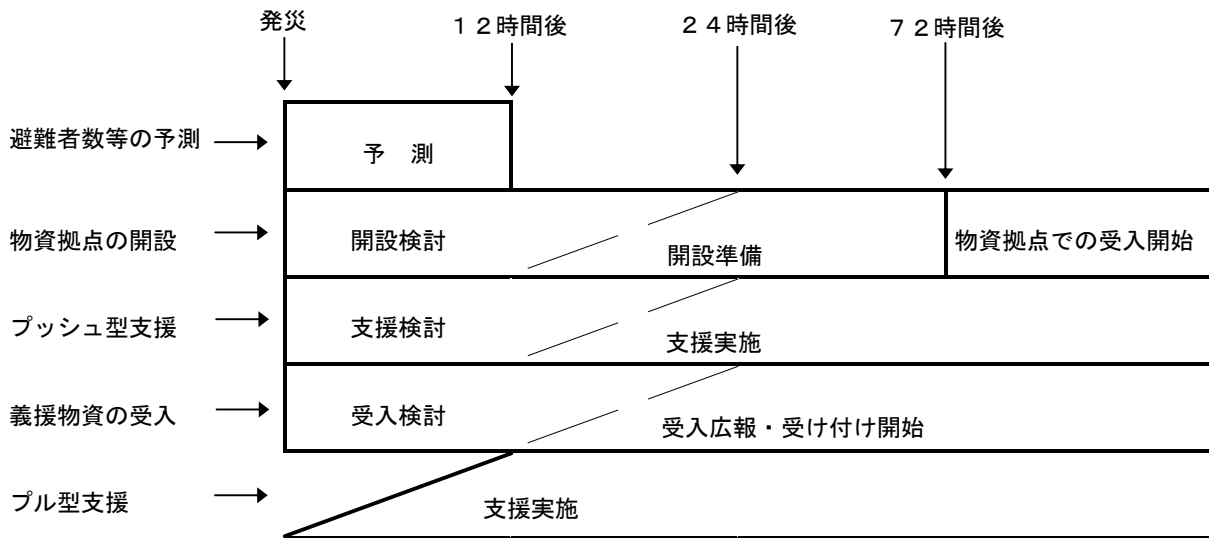 発災
１２時間後
２４時間後
７２時間後
避難者数等の予測
予 測
物資拠点の開設
開設検討
開設準備
物資拠点での受入開始
プッシュ型支援
支援検討
支援実施
義援物資の受入
受入検討
受入広報・受け付け開始
プル型支援
支援実施